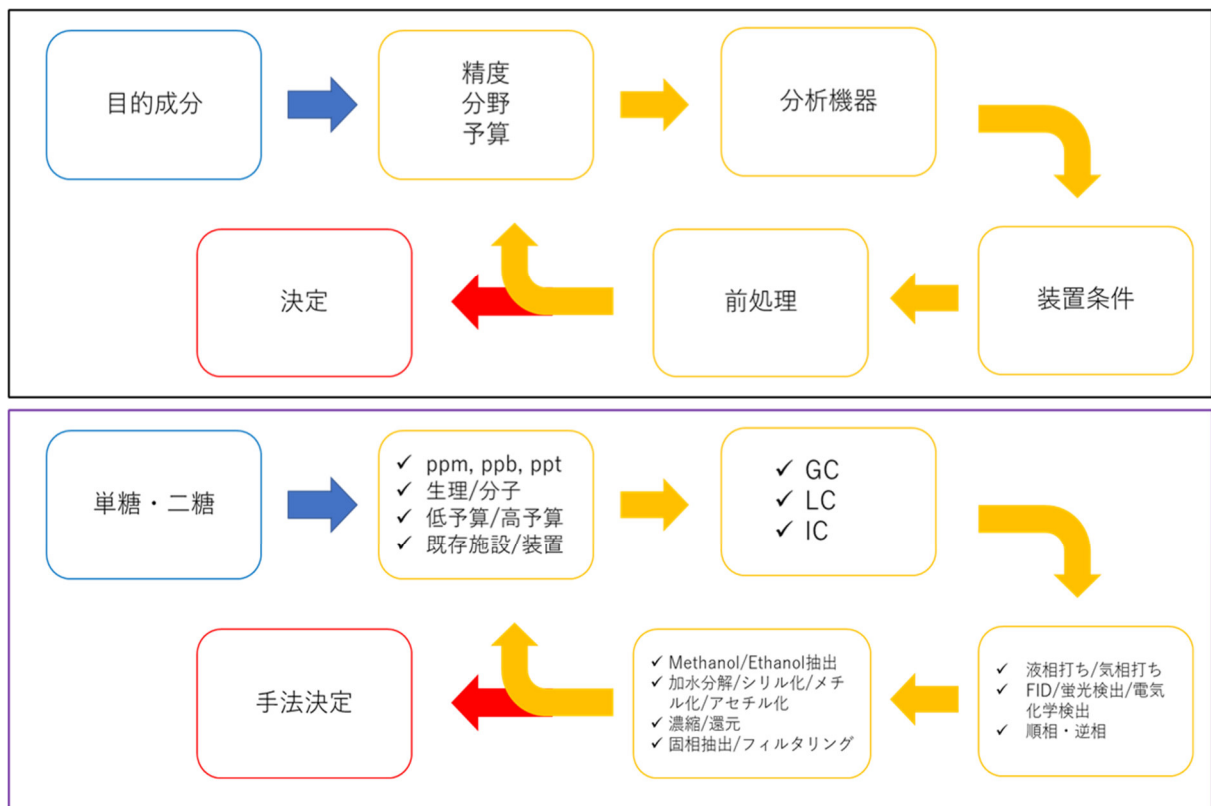 目的成分
精度
分野
予算
分析機器
決定
前処理
装置条件
単糖・二糖
✓ ppm, ppb, ppt
✓ 生理/分子
✓ 低予算/高予算
✓ 既存施設/装置
✓ GC
✓ LC
✓ IC
手法決定
✓ Methanol/Ethanol抽出
✓ 加水分解/シリル化/メチ
ル化/アセチル化
✓ 濃縮/還元
✓ 固相抽出/フィルタリング
✓ 液相打ち/気相打ち
✓ FID/蛍光検出/電気
化学検出
✓ 順相・逆相